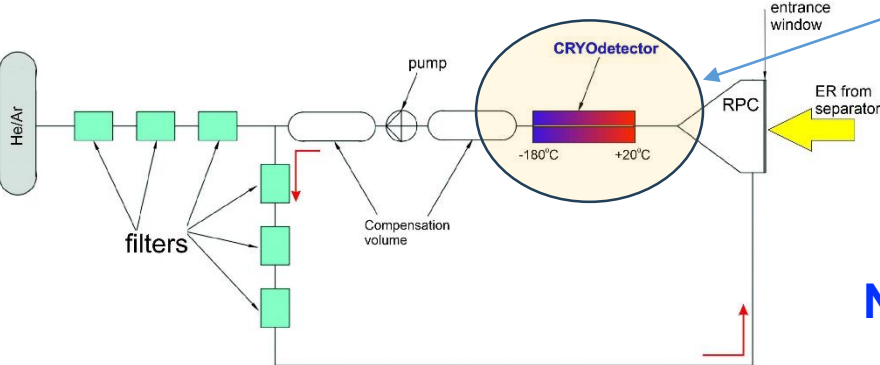 entrance
window
CRYOdetector
pump
He/Ar
RPC
ER from
separator
-180°C
+20°C
Compensation
volume
filters
N